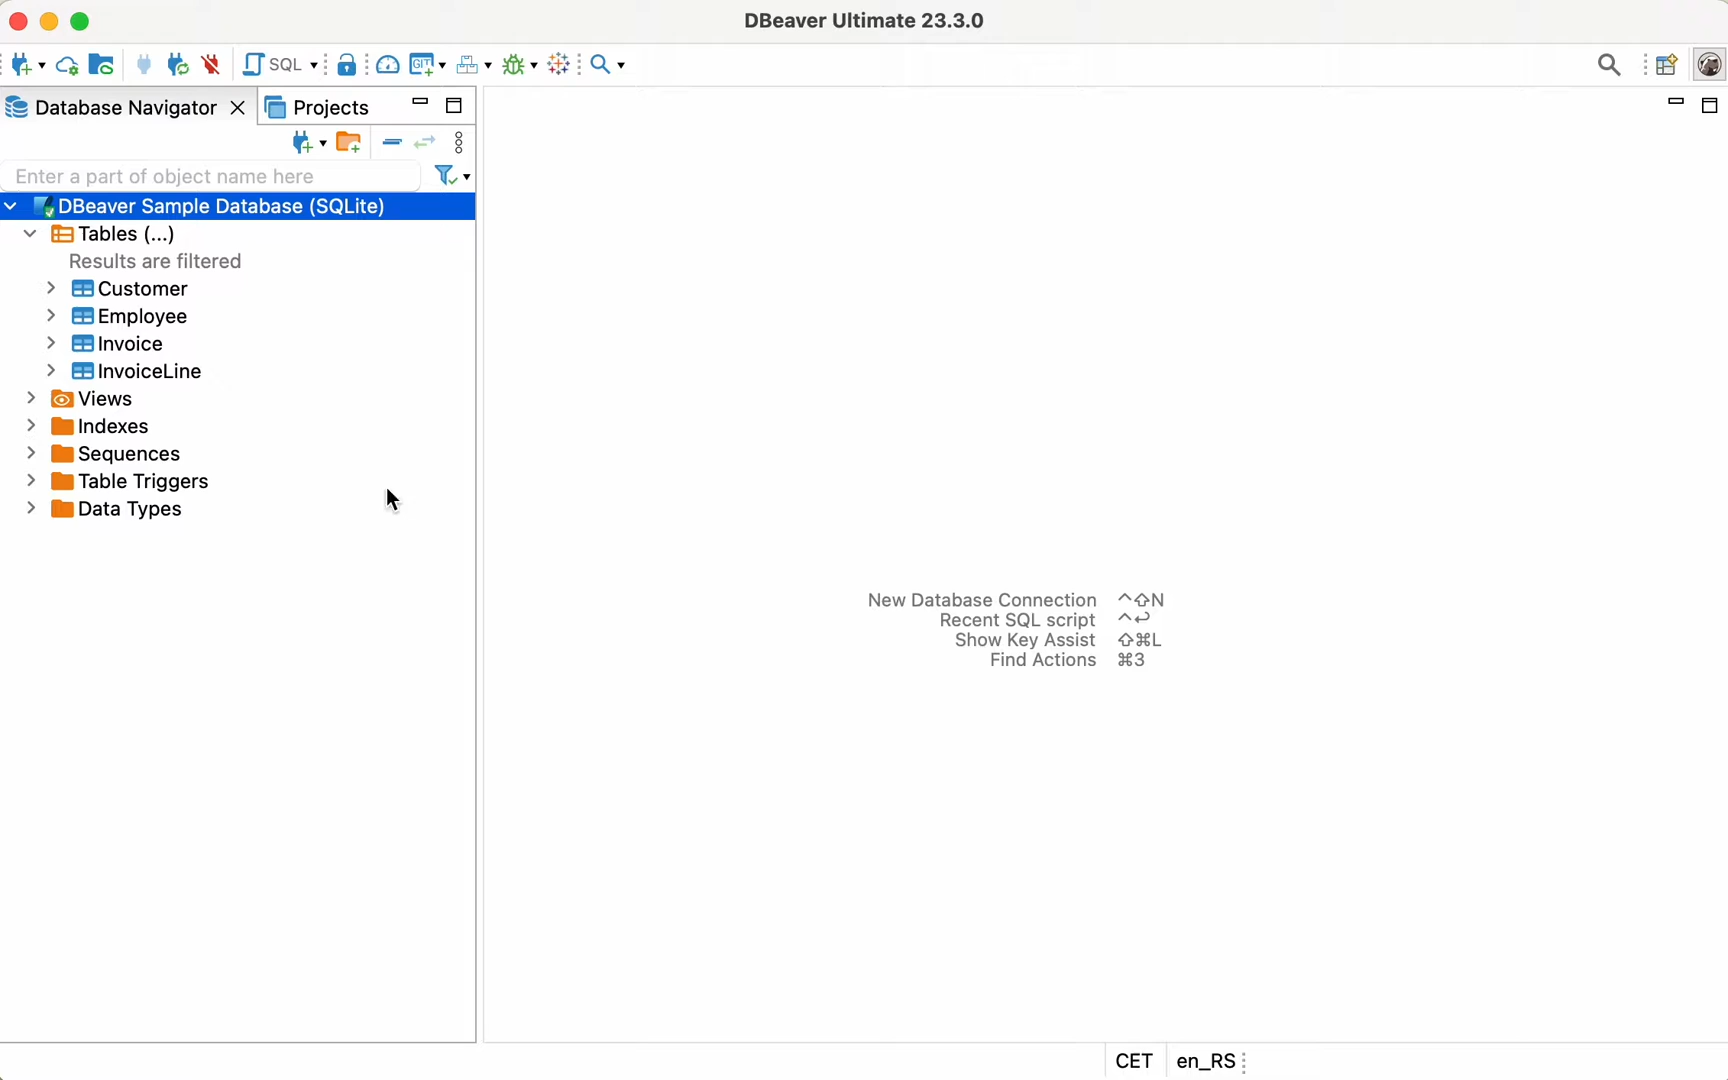 DBeaver Ultimate 23.3.0
SQL
GIT
Database Navigator
Projects
Enter a part of object name here
DBeaver Sample Database (SQLite)
Tables (...)
Results are filtered
Customer
Employee
Invoice
InvoiceLine
Views
Indexes
Sequences
Table Triggers
Data Types
New Database Connection ^⇧N
Recent SQL script ^↩
Show Key Assist ⇧⌘L
Find Actions ⌘3
CET
en_RS